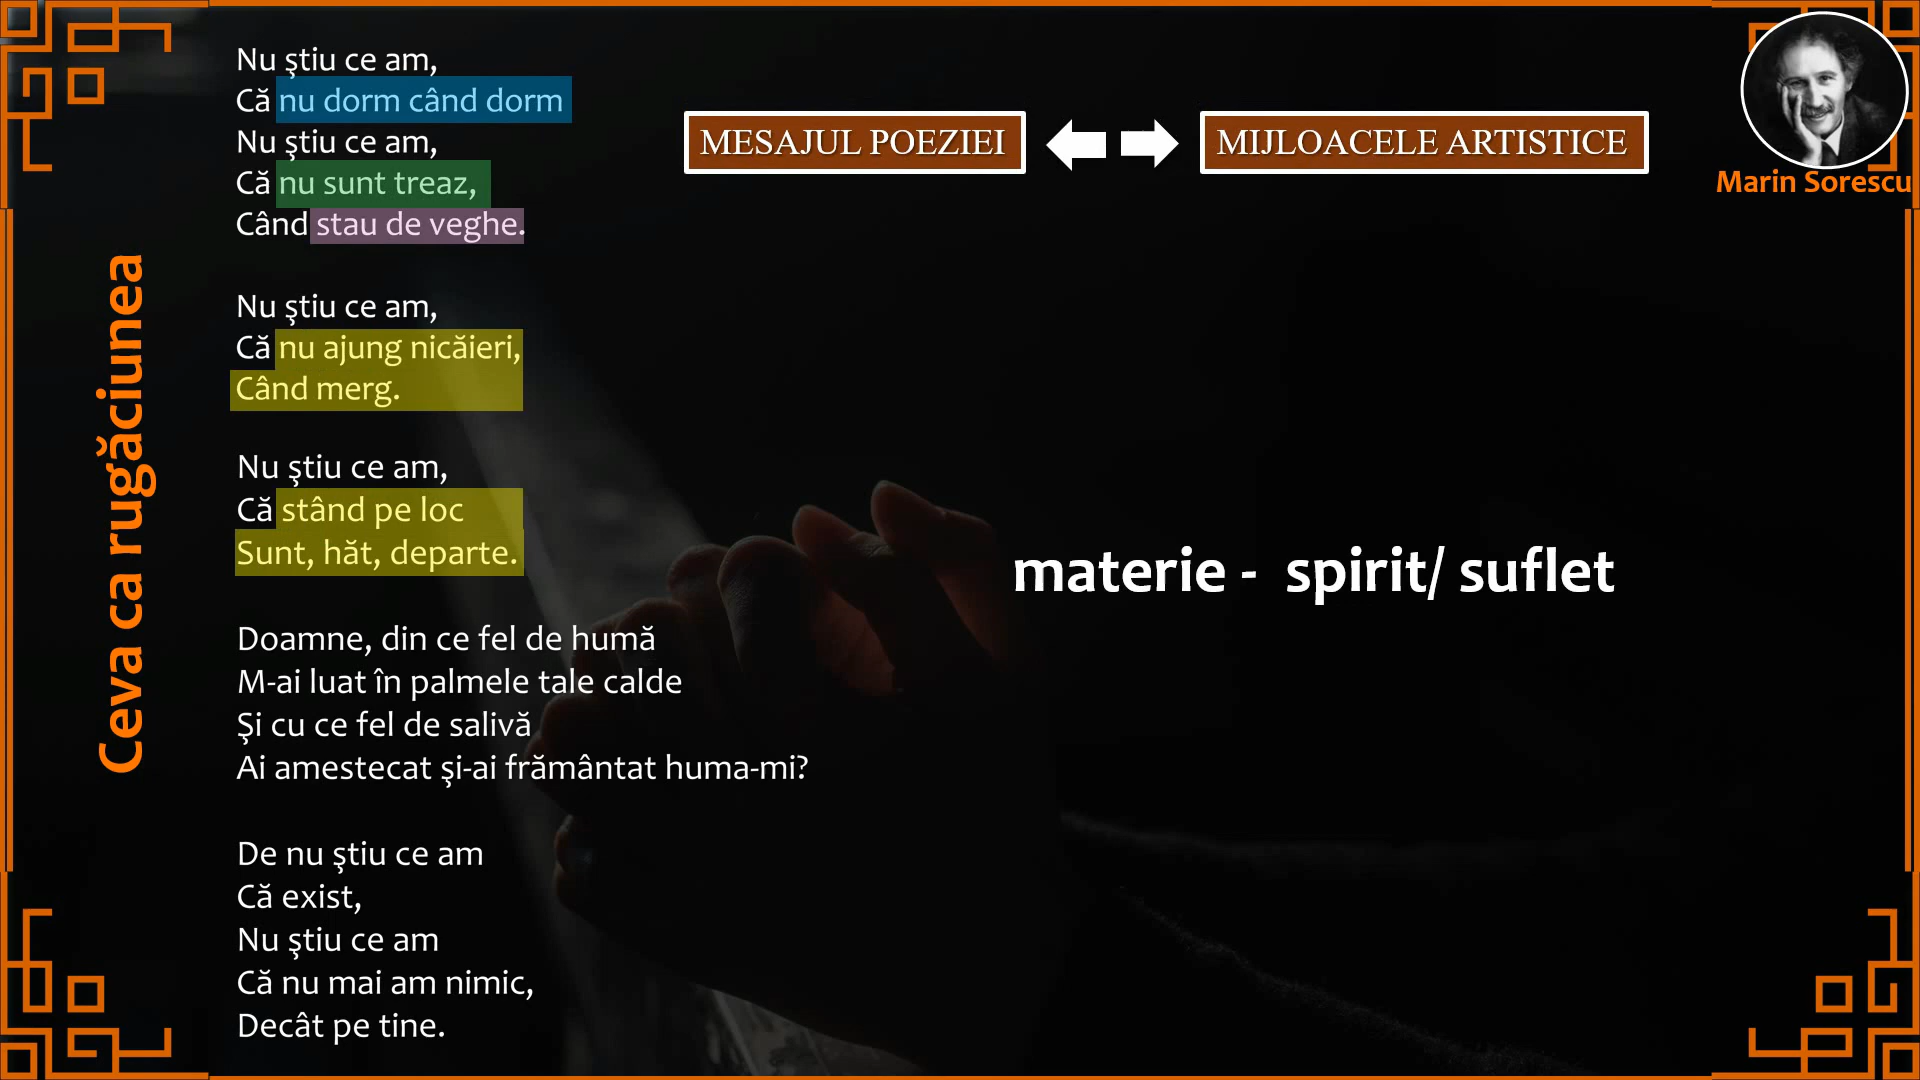 Ceva ca rugăciunea
Nu ştiu ce am,
Că nu dorm când dorm
Nu ştiu ce am,
Că nu sunt treaz,
Când stau de veghe.
Nu ştiu ce am,
Că nu ajung nicăieri,
Când merg.
Nu ştiu ce am,
Că stând pe loc
Sunt, hăt, departe.
Doamne, din ce fel de humă
M-ai luat în palmele tale calde
Şi cu ce fel de salivă
Ai amestecat şi-ai frământat huma-mi?
De nu ştiu ce am
Că exist,
Nu ştiu ce am
Că nu mai am nimic,
Decât pe tine.
MESAJUL POEZIEI
MIJLOACELE ARTISTICE
Marin Sorescu
materie - spirit/ suflet